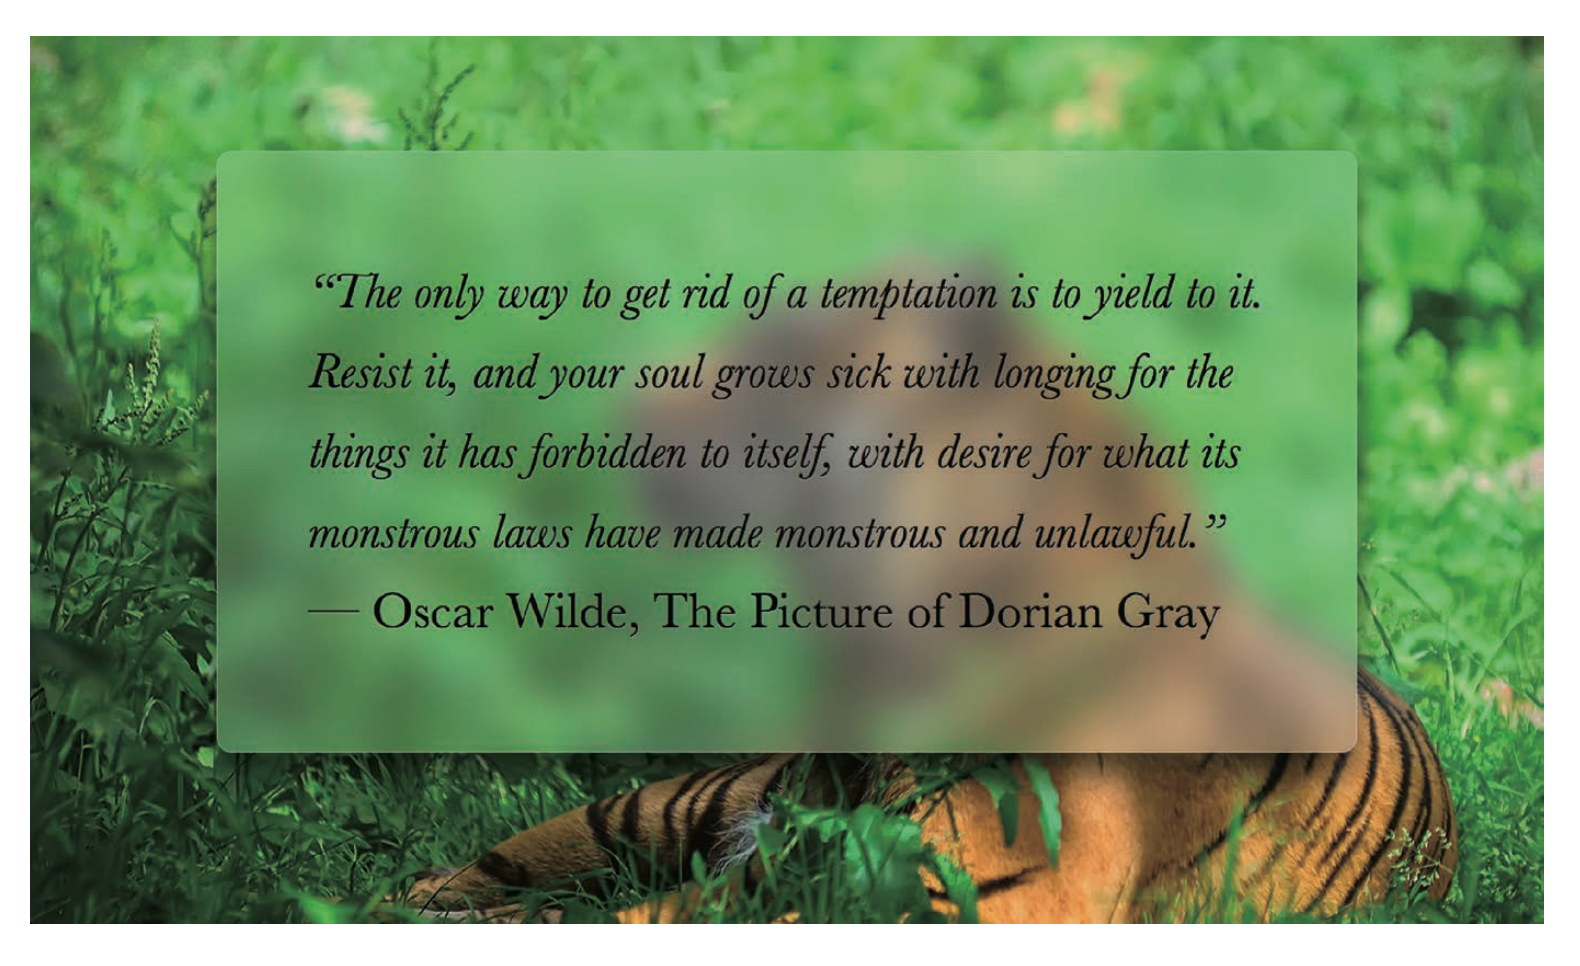 “The only way to get rid of a temptation is to yield to it.
Resist it, and your soul grows sick with longing for the
things it has forbidden to itself, with desire for what its
monstrous laws have made monstrous and unlawful.”
— Oscar Wilde, The Picture of Dorian Gray